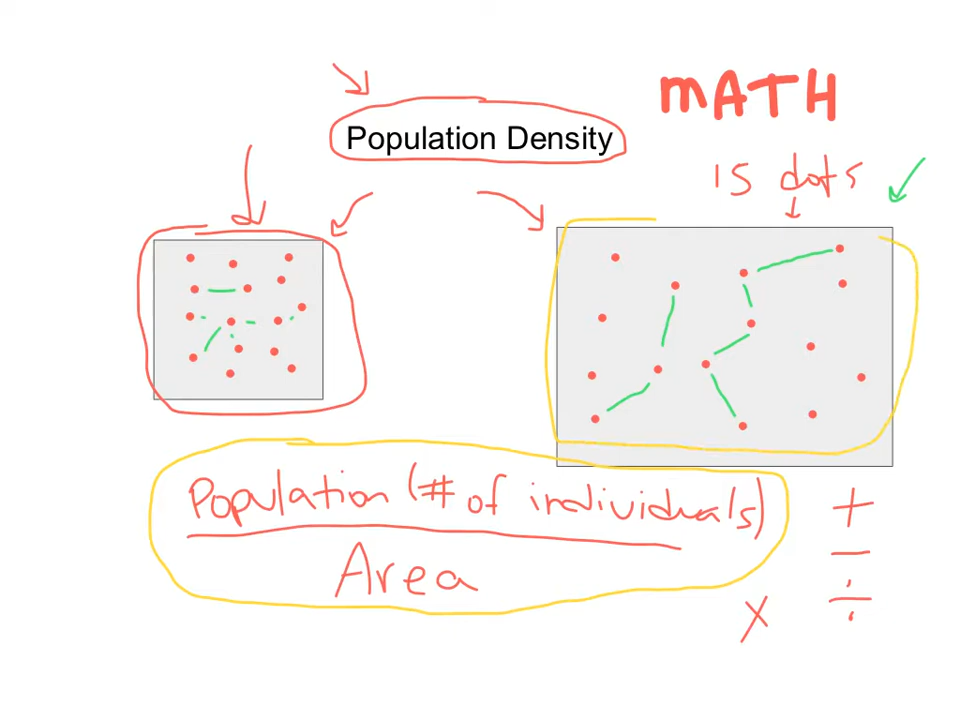 mATH
Population Density
15 dots
Population (# of individuals)
Area
+
−
÷
X